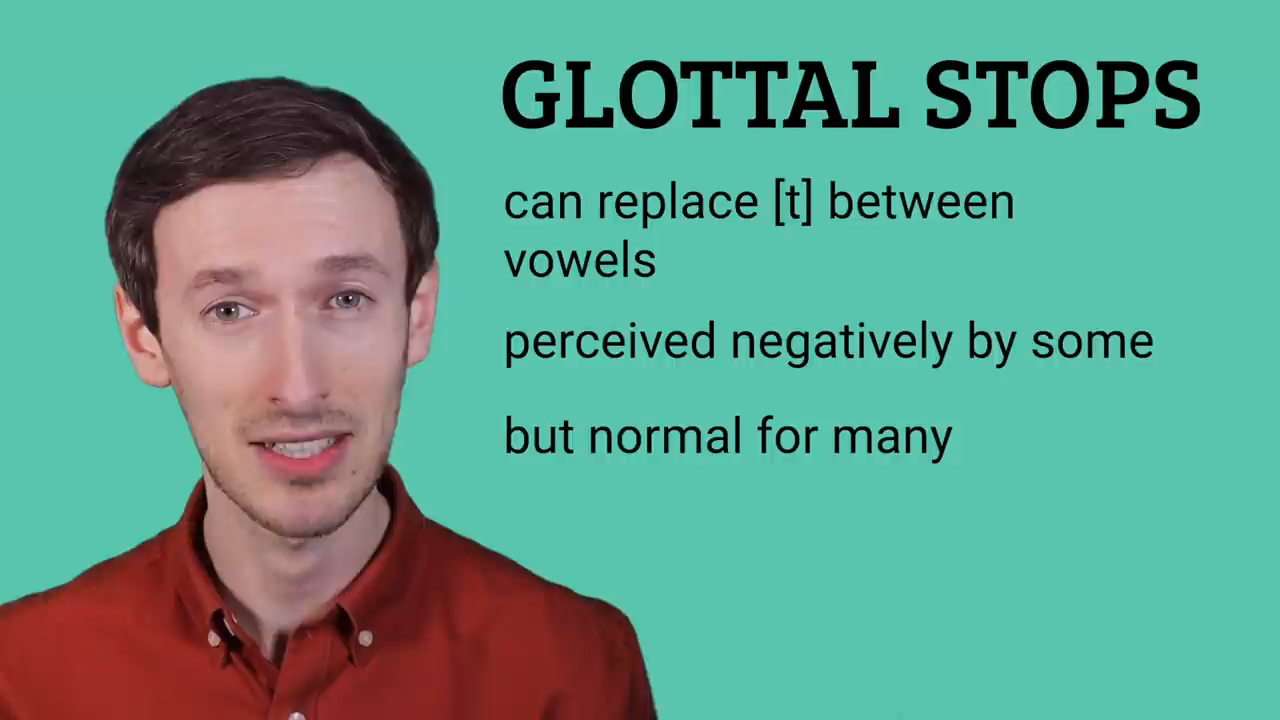 GLOTTAL STOPS
can replace [t] between
vowels
perceived negatively by some
but normal for many